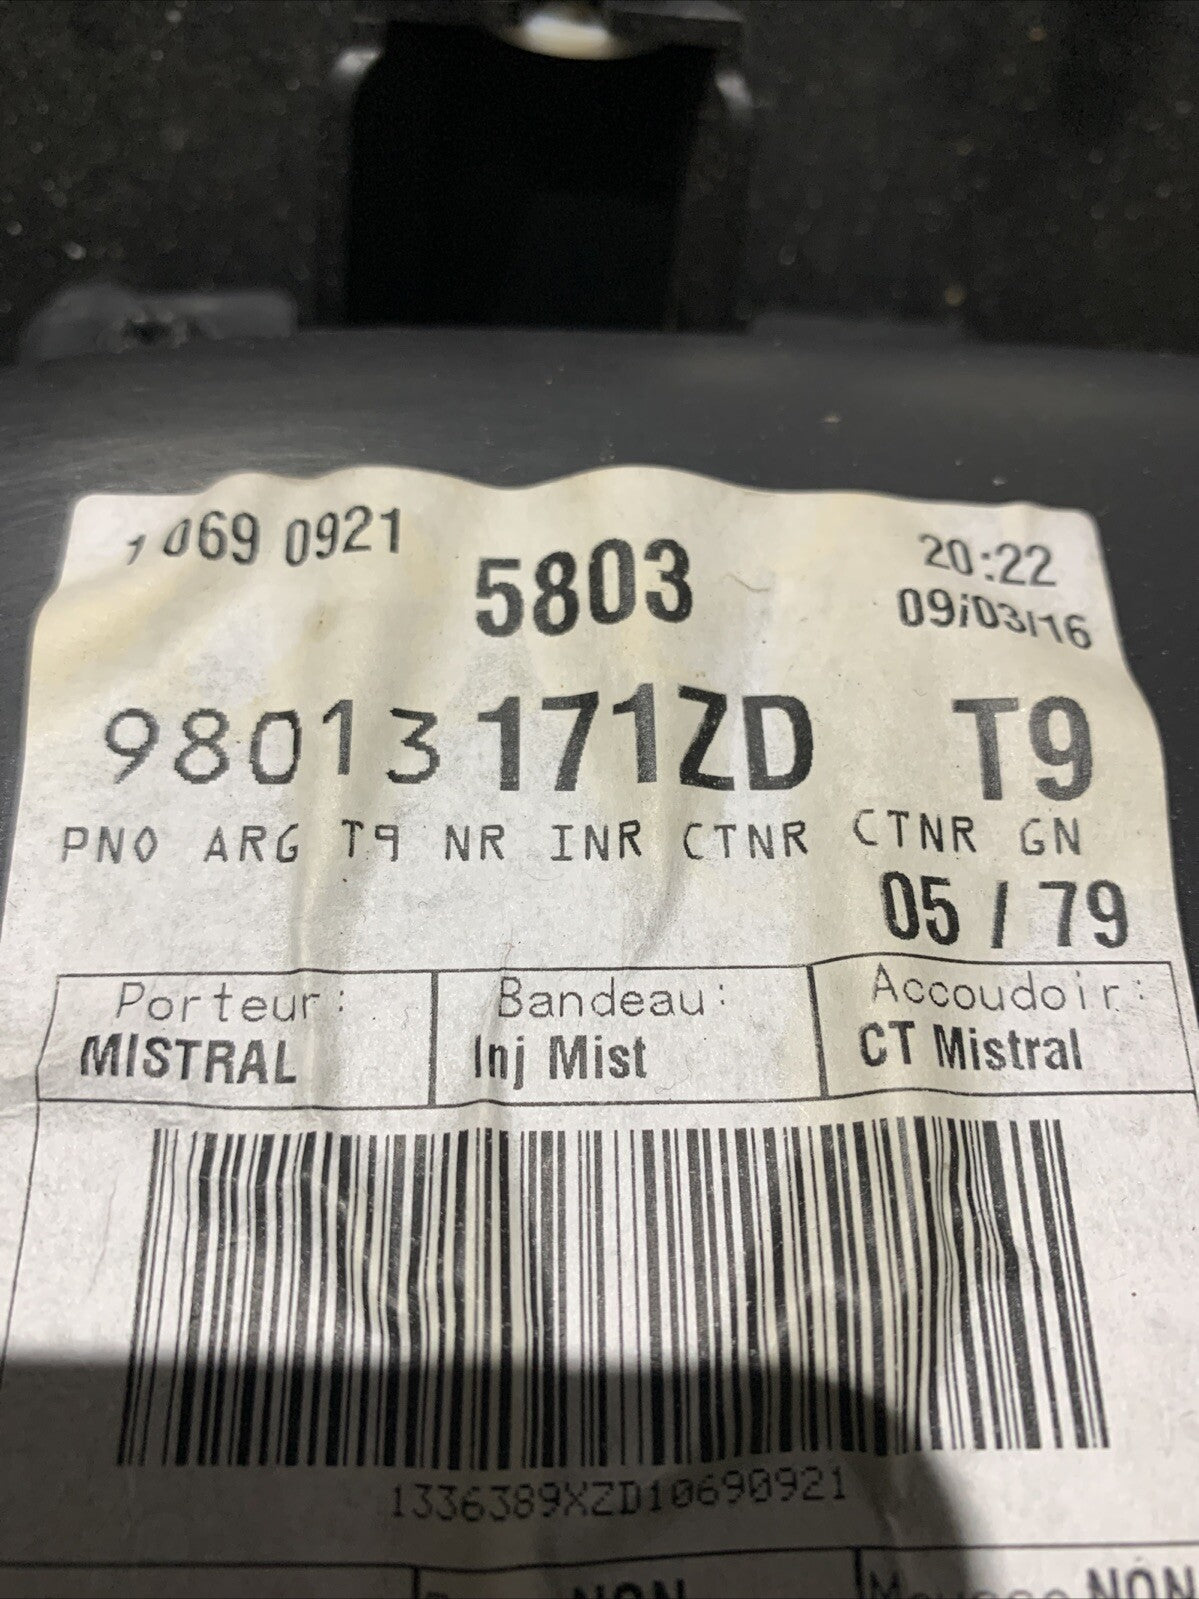 1069 0921
5803
20:22
09/03/16
98013171ZD T9
PNO ARG T9 NR INR CTNR CTNR GN
05 / 79
Porteur: Bandeau: Accoudoir:
MISTRAL Inj Mist CT Mistral
1336389XZD10690921
NON NON